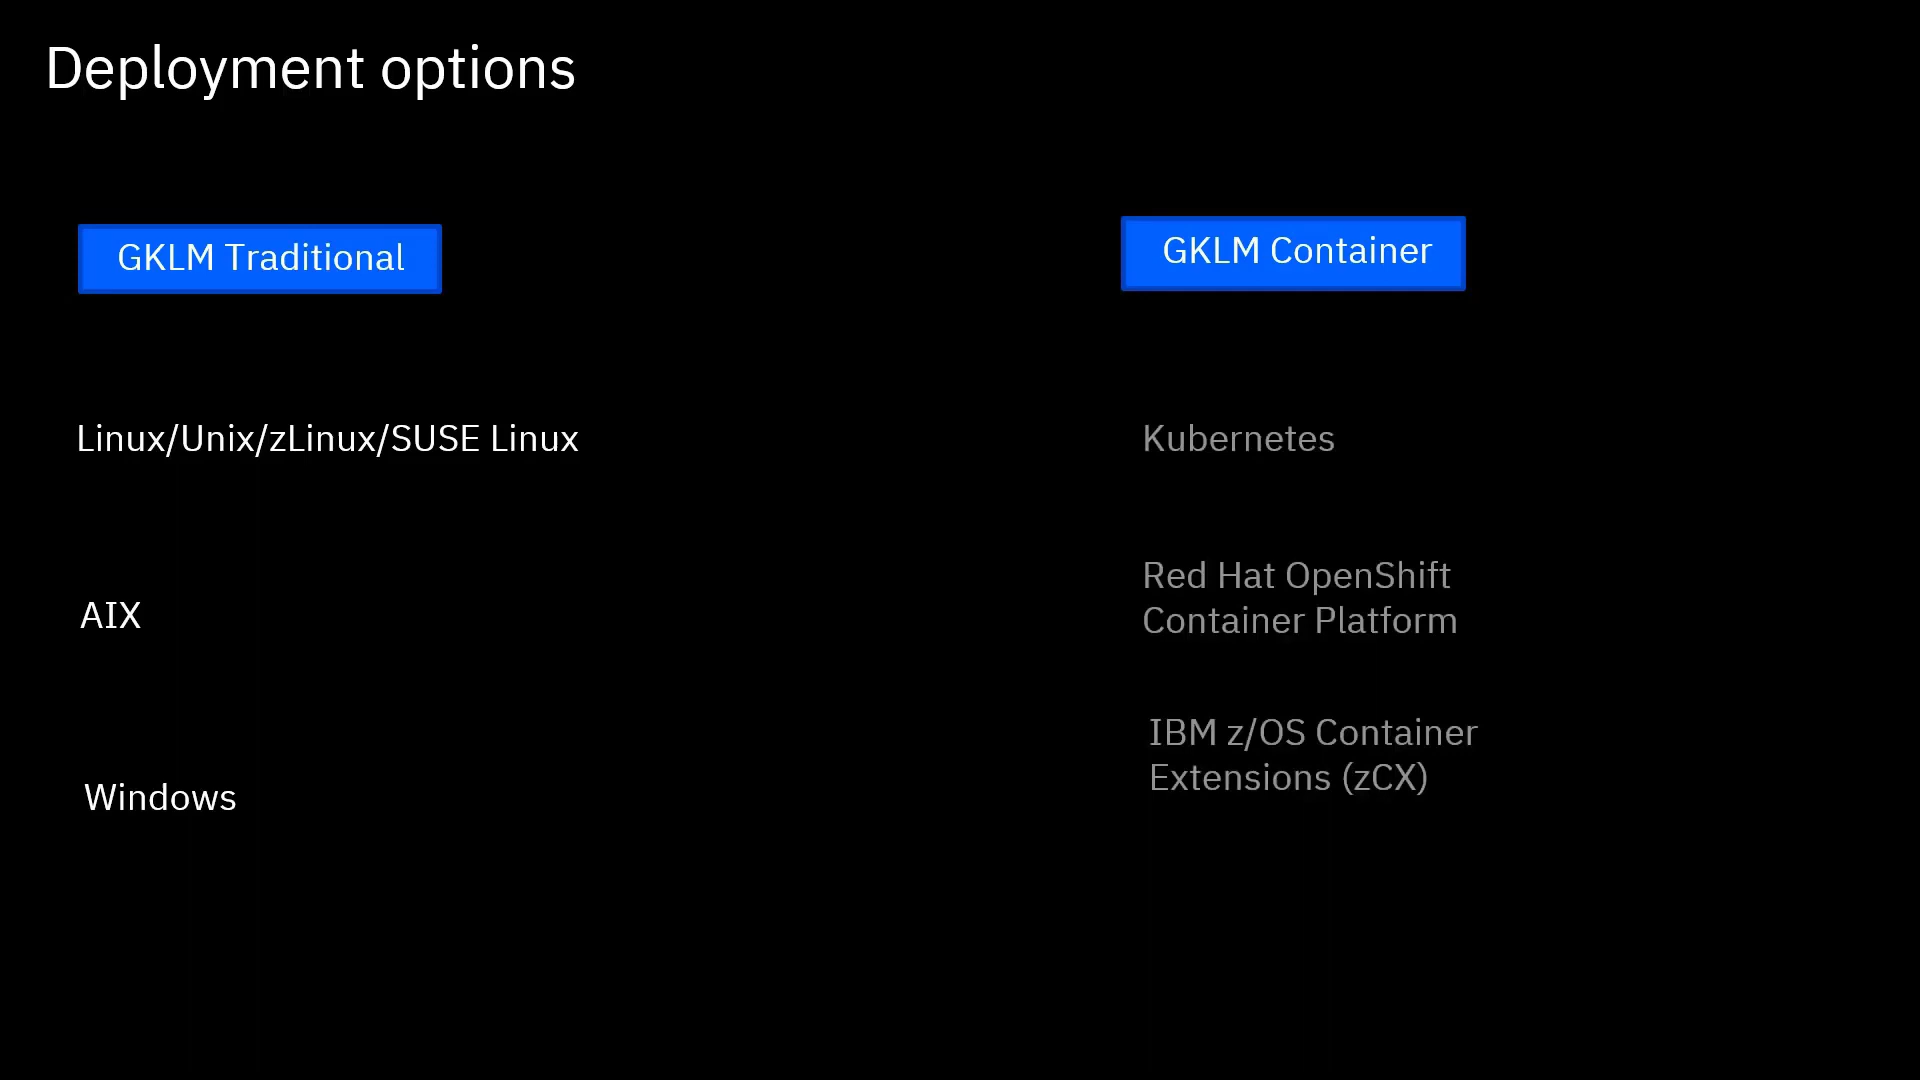 Deployment options
GKLM Traditional
Linux/Unix/zLinux/SUSE Linux
AIX
Windows
GKLM Container
Kubernetes
Red Hat OpenShift
Container Platform
IBM z/OS Container
Extensions (zCX)